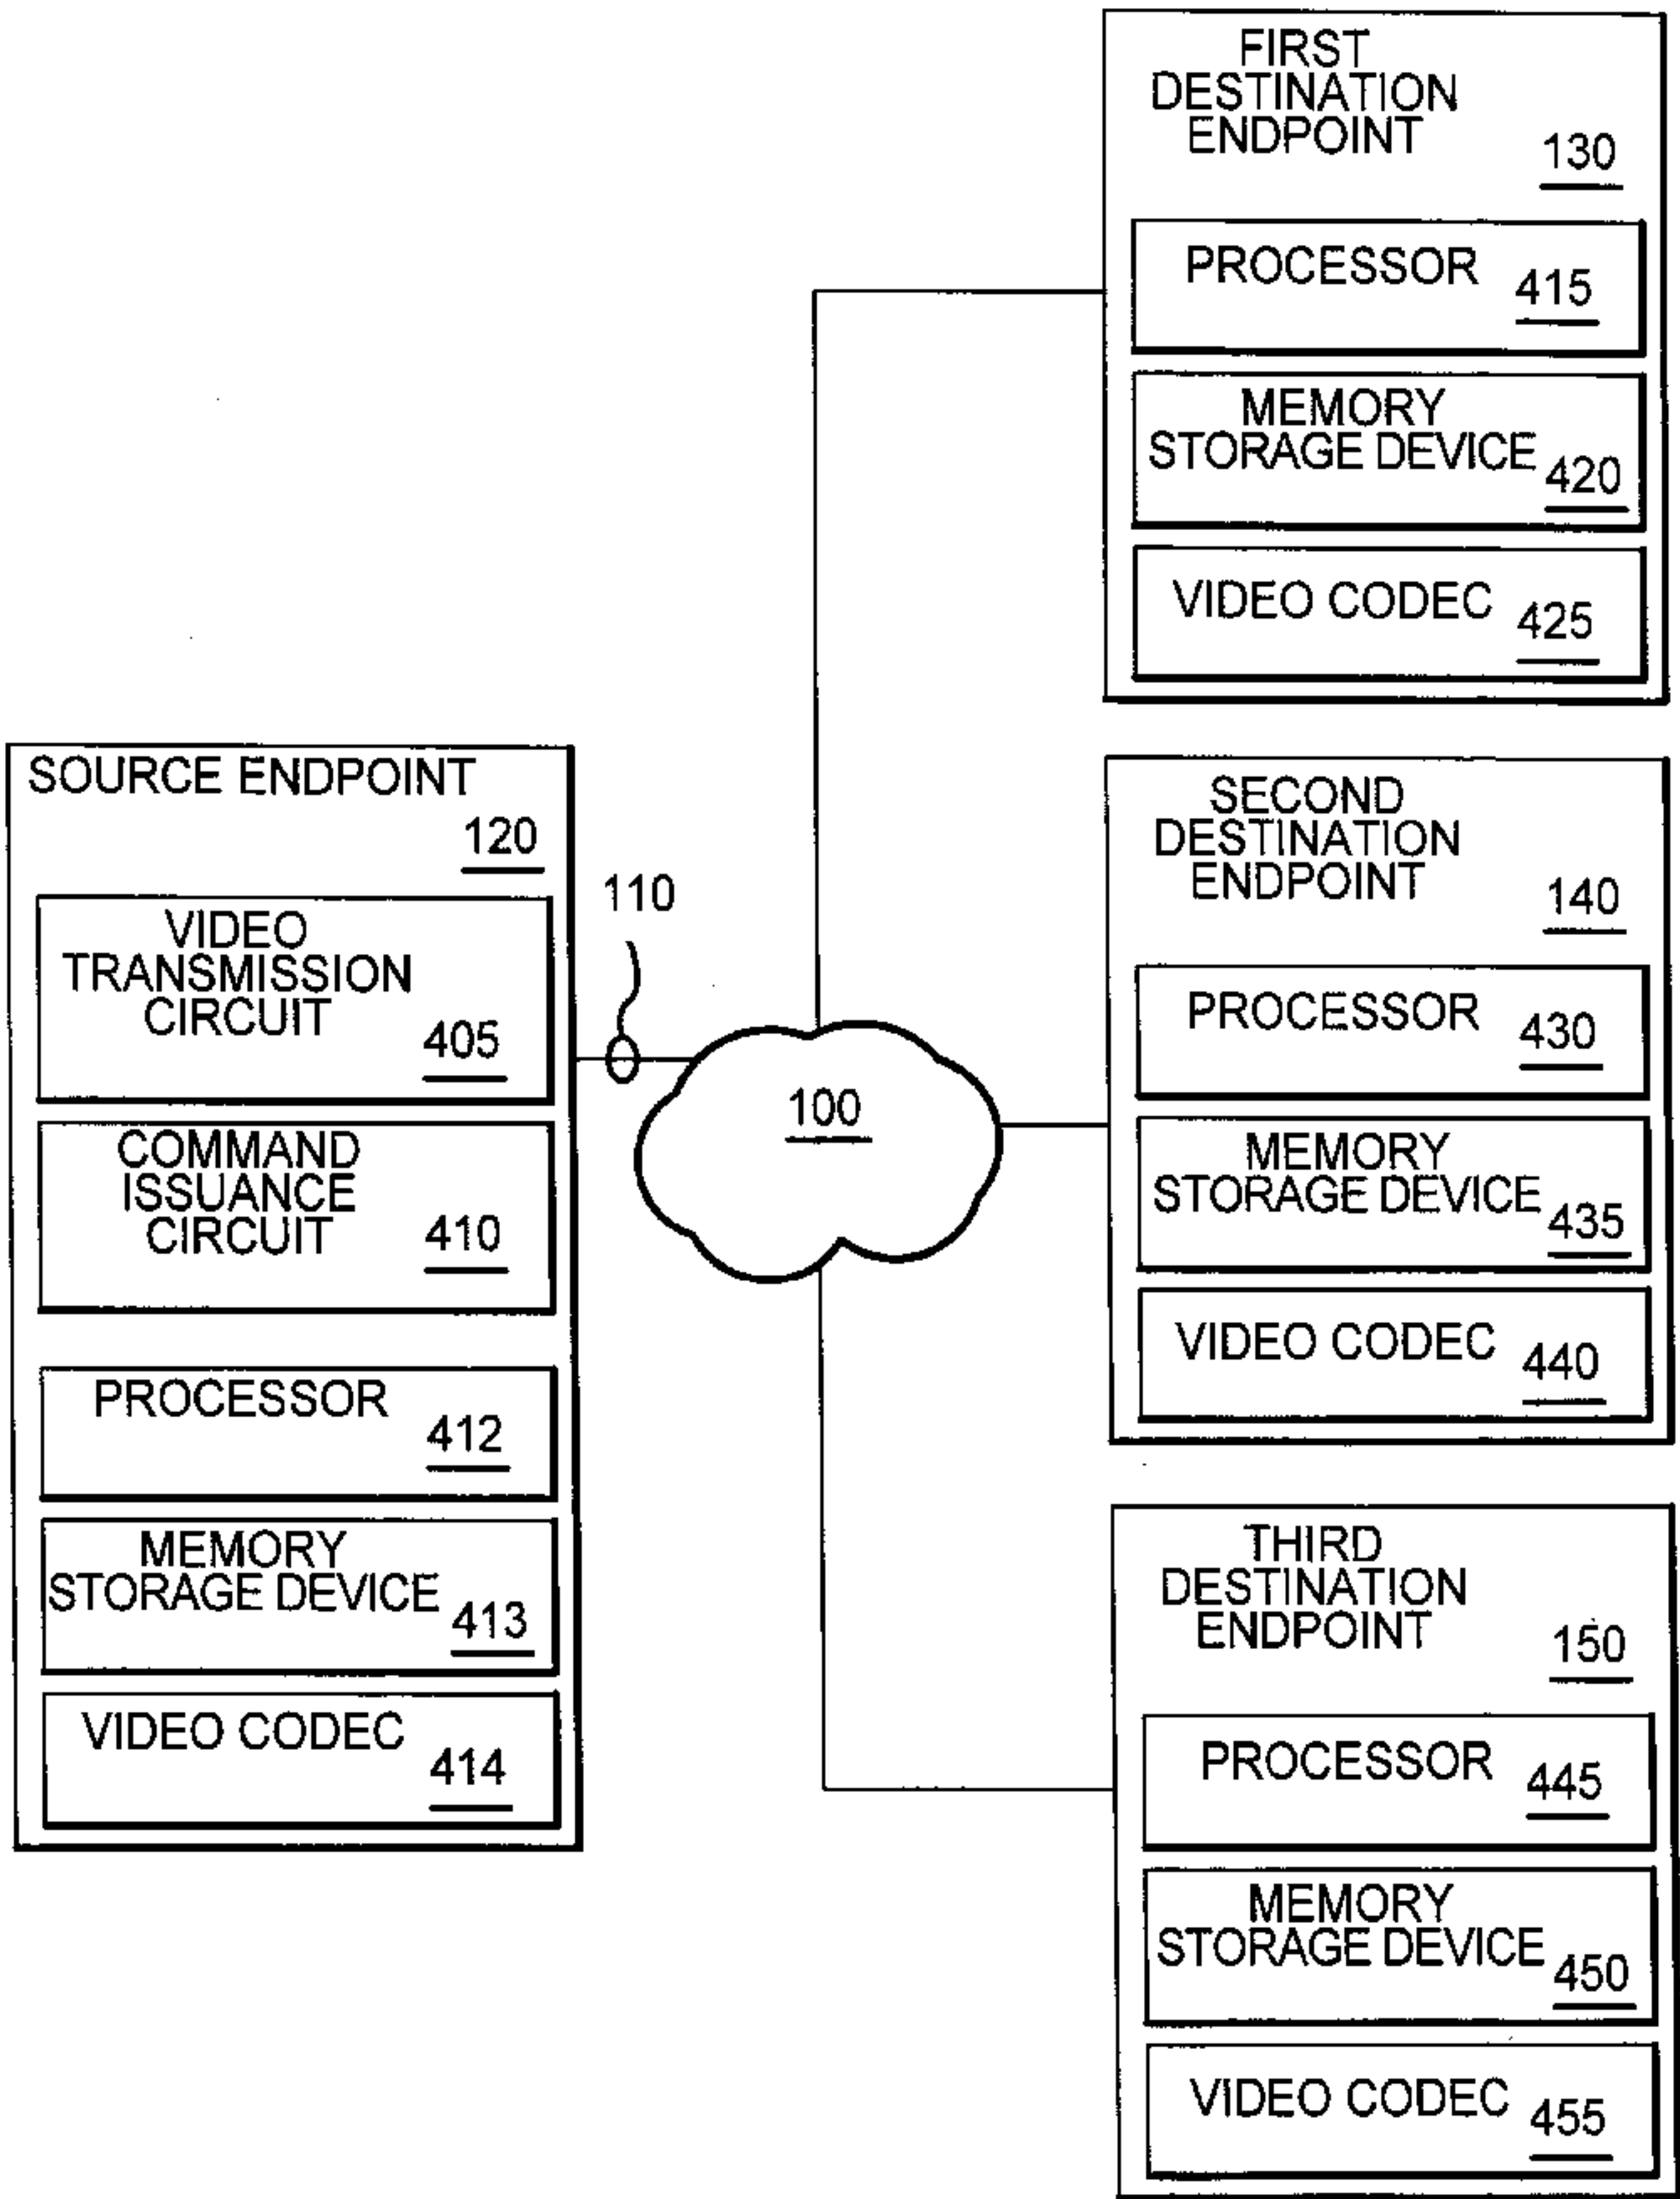 FIRST
DESTINATION
ENDPOINT
130
PROCESSOR
415
MEMORY
STORAGE DEVICE
420
VIDEO CODEC
425
SOURCE ENDPOINT
120
VIDEO
TRANSMISSION
CIRCUIT
405
COMMAND
ISSUANCE
CIRCUIT
410
PROCESSOR
412
MEMORY
STORAGE DEVICE
413
VIDEO CODEC
414
110
100
SECOND
DESTINATION
ENDPOINT
140
PROCESSOR
430
MEMORY
STORAGE DEVICE
435
VIDEO CODEC
440
THIRD
DESTINATION
ENDPOINT
150
PROCESSOR
445
MEMORY
STORAGE DEVICE
450
VIDEO CODEC
455